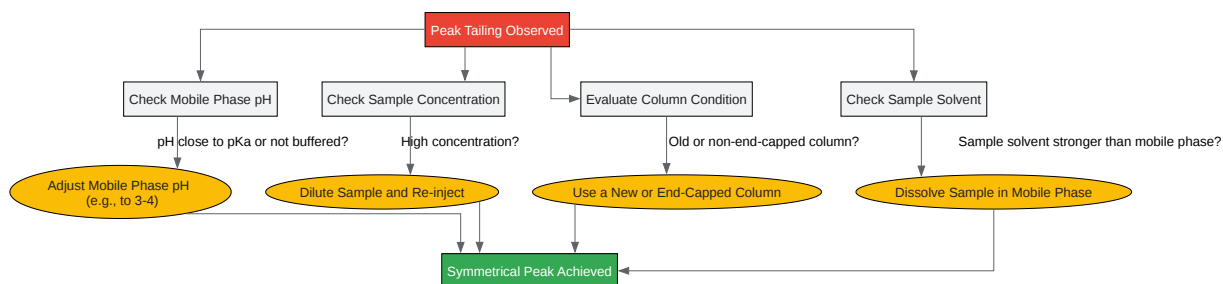 Peak Tailing Observed
Check Mobile Phase pH
Check Sample Concentration
Evaluate Column Condition
Check Sample Solvent
pH close to pKa or not buffered?
High concentration?
Old or non-end-capped column?
Sample solvent stronger than mobile phase?
Adjust Mobile Phase pH
(e.g., to 3-4)
Dilute Sample and Re-inject
Use a New or End-Capped Column
Dissolve Sample in Mobile Phase
Symmetrical Peak Achieved